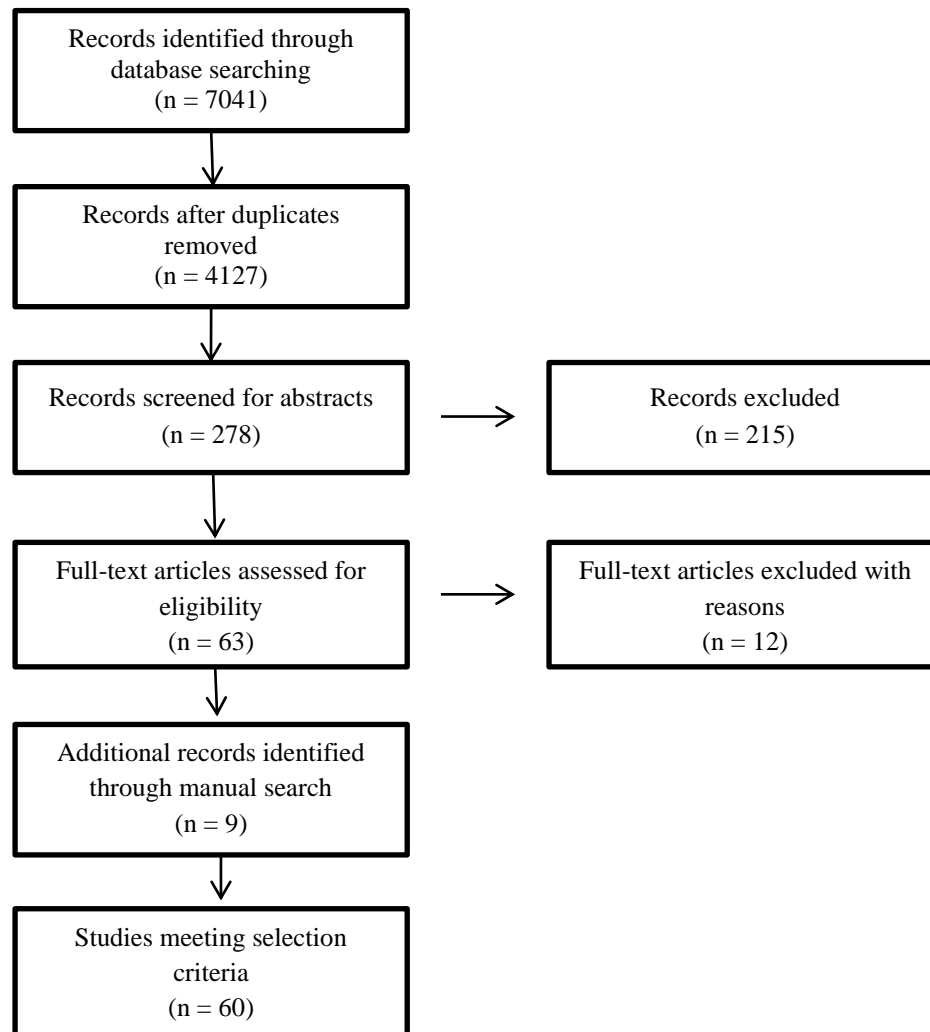 Records identified through
database searching
(n = 7041)
Records after duplicates
removed
(n = 4127)
Records screened for abstracts
(n = 278)
Records excluded
(n = 215)
Full-text articles assessed for
eligibility
(n = 63)
Full-text articles excluded with
reasons
(n = 12)
Additional records identified
through manual search
(n = 9)
Studies meeting selection
criteria
(n = 60)